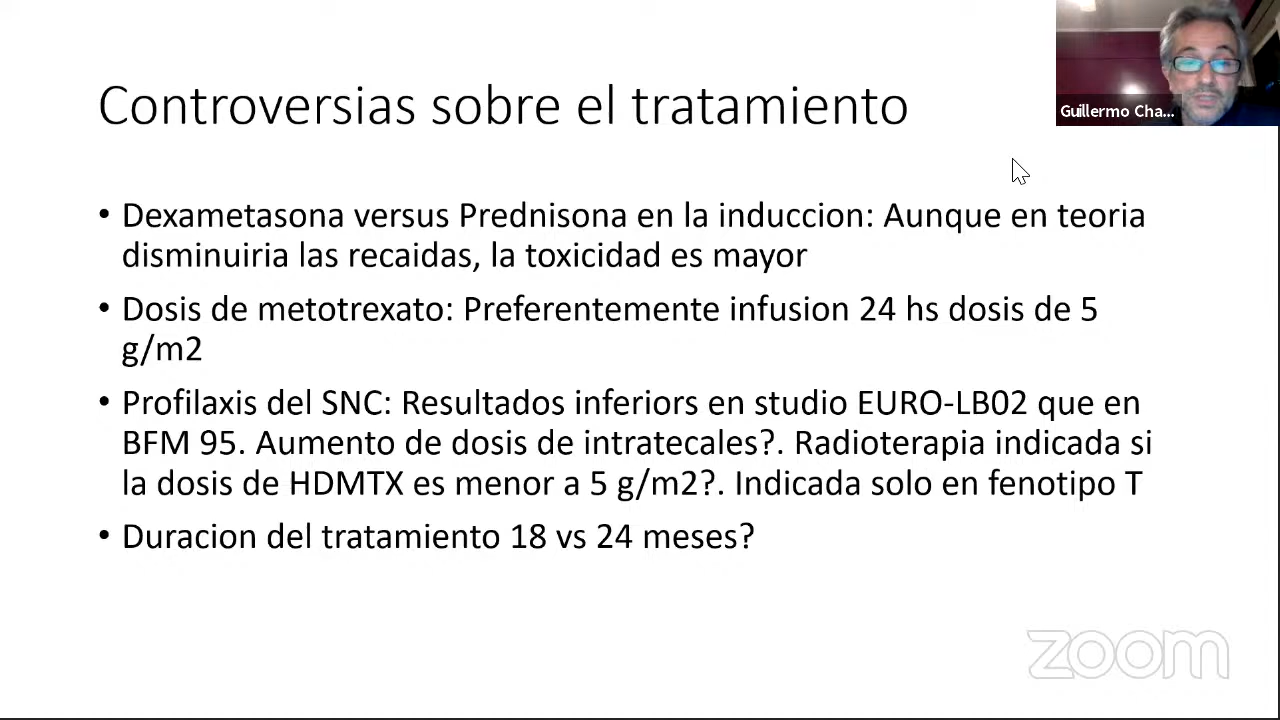 Controversias sobre el tratamiento
Guillermo Cha...
• Dexametasona versus Prednisona en la induccion: Aunque en teoria
disminuiria las recaidas, la toxicidad es mayor
• Dosis de metotrexato: Preferentemente infusion 24 hs dosis de 5
g/m2
• Profilaxis del SNC: Resultados inferiors en studio EURO-LB02 que en
BFM 95. Aumento de dosis de intratecales?. Radioterapia indicada si
la dosis de HDMTX es menor a 5 g/m2?. Indicada solo en fenotipo T
• Duracion del tratamiento 18 vs 24 meses?
zoom